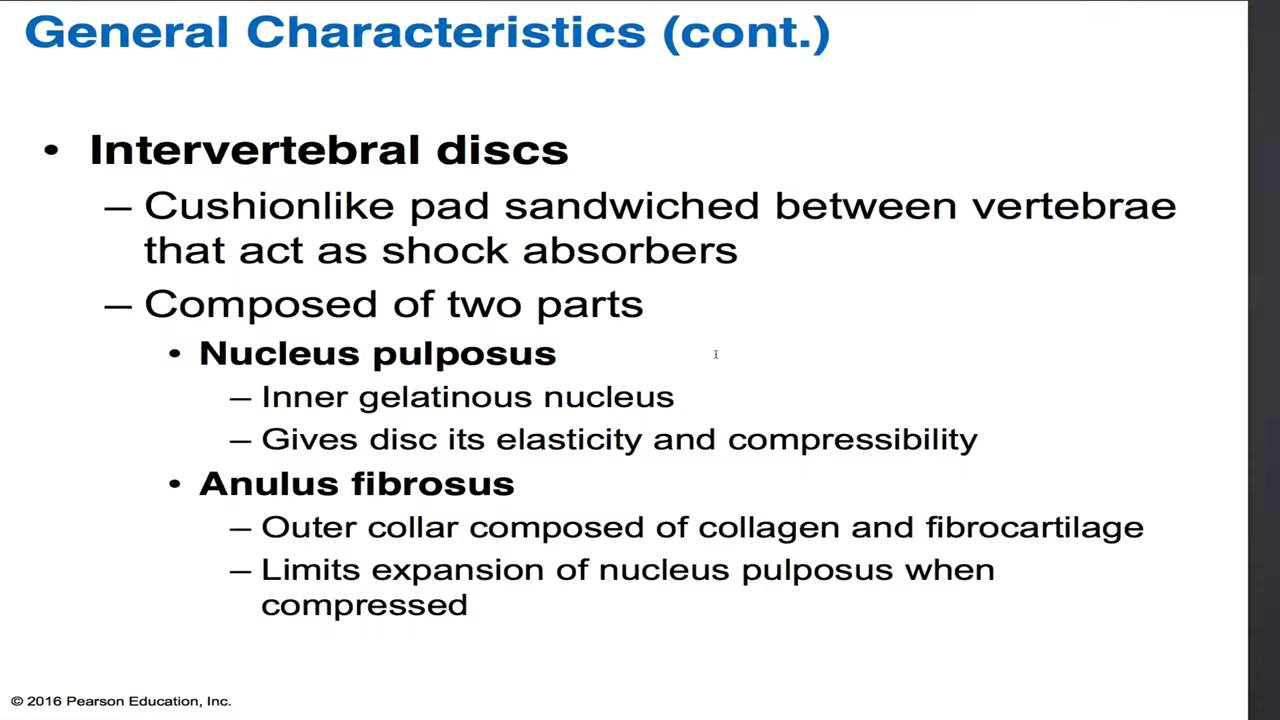 General Characteristics (cont.)
• Intervertebral discs
– Cushionlike pad sandwiched between vertebrae
that act as shock absorbers
– Composed of two parts
• Nucleus pulposus
– Inner gelatinous nucleus
– Gives disc its elasticity and compressibility
• Anulus fibrosus
– Outer collar composed of collagen and fibrocartilage
– Limits expansion of nucleus pulposus when
compressed
© 2016 Pearson Education, Inc.